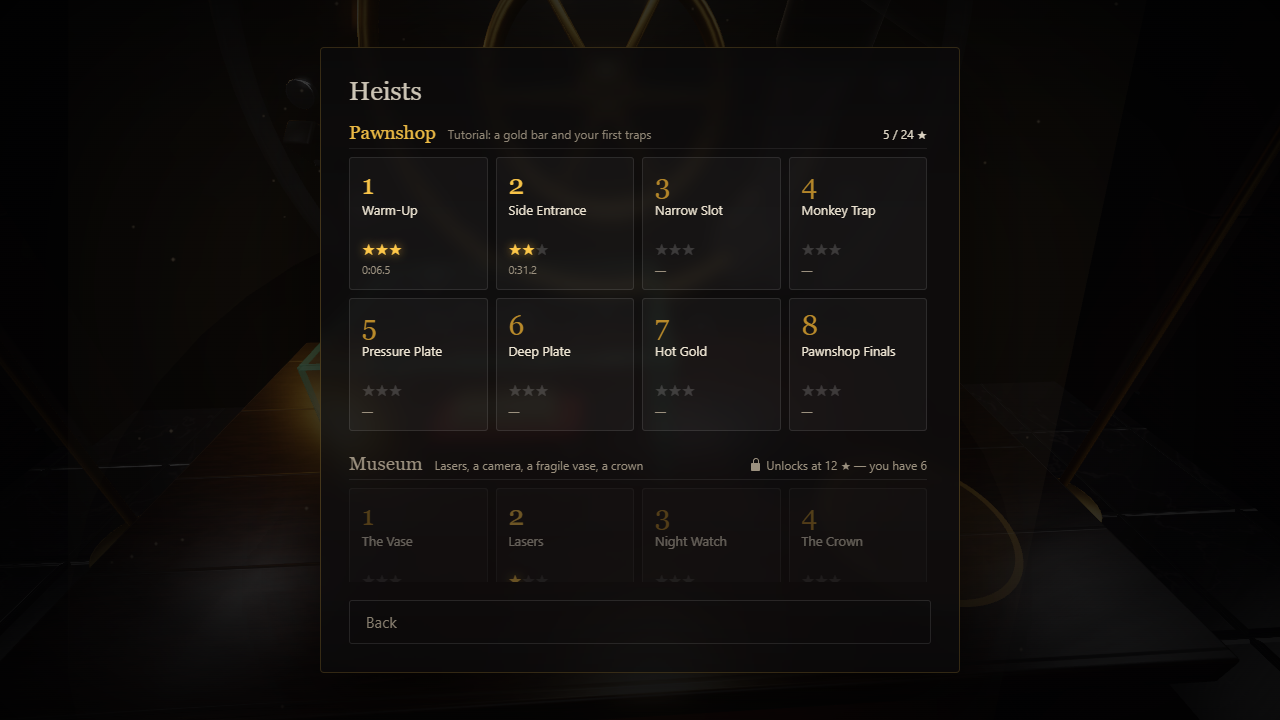 Heists
Pawnshop Tutorial: a gold bar and your first traps 5 / 24 ★
1 2 3 4
Warm-Up Side Entrance Narrow Slot Monkey Trap
★★★ ★★★ ★★★ ★★★
0:06.5 0:31.2 — —
5 6 7 8
Pressure Plate Deep Plate Hot Gold Pawnshop Finals
★★★ ★★★ ★★★ ★★★
— — — —
Museum Lasers, a camera, a fragile vase, a crown Unlocks at 12 ★ — you have 6
1 2 3 4
The Vase Lasers Night Watch The Crown
★★★ ★★★ ★★★ ★★★
Back